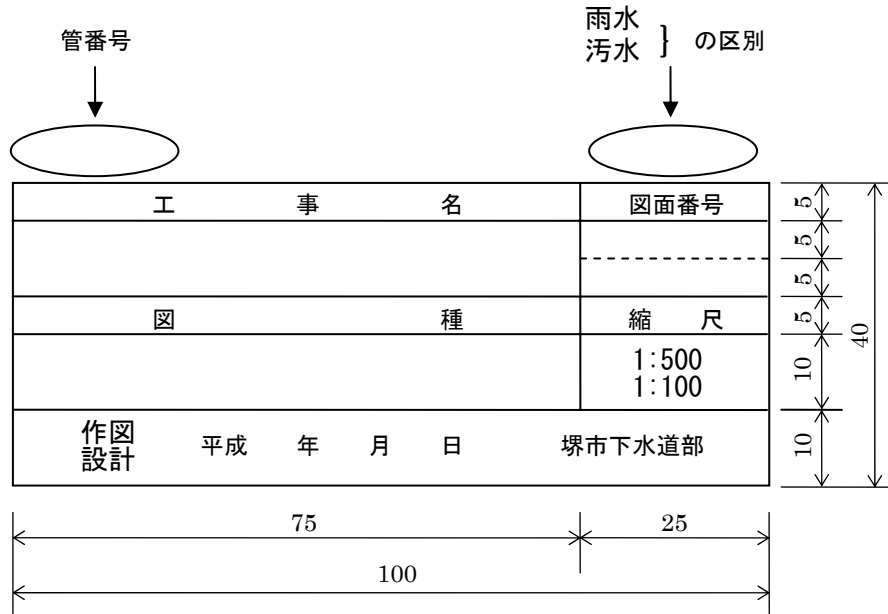 管番号
雨水
汚水 } の区別
工 事 名 図面番号
図 種 縮 尺
1:500
1:100
作図
設計 平成 年 月 日 堺市下水道部
5
5
5
5
10
10
40
75 25
100